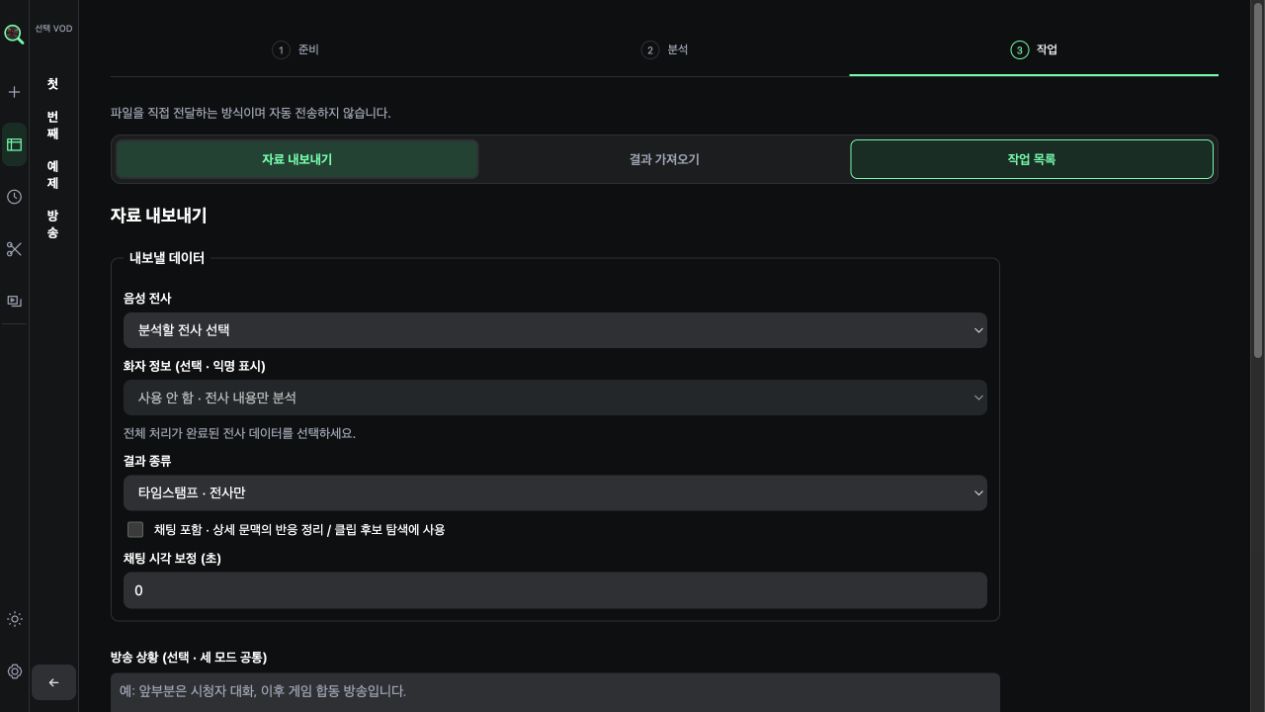 선택 VOD
첫
번
째
예
제
방
송
1 준비
2 분석
3 작업
파일을 직접 전달하는 방식이며 자동 전송하지 않습니다.
자료 내보내기
결과 가져오기
작업 목록
자료 내보내기
내보낼 데이터
음성 전사
분석할 전사 선택
화자 정보 (선택 · 익명 표시)
사용 안 함 · 전사 내용만 분석
전체 처리가 완료된 전사 데이터를 선택하세요.
결과 종류
타임스탬프 · 전사만
채팅 포함 · 상세 문맥의 반응 정리 / 클립 후보 탐색에 사용
채팅 시각 보정 (초)
0
방송 상황 (선택 · 세 모드 공통)
예: 앞부분은 시청자 대화, 이후 게임 합동 방송입니다.